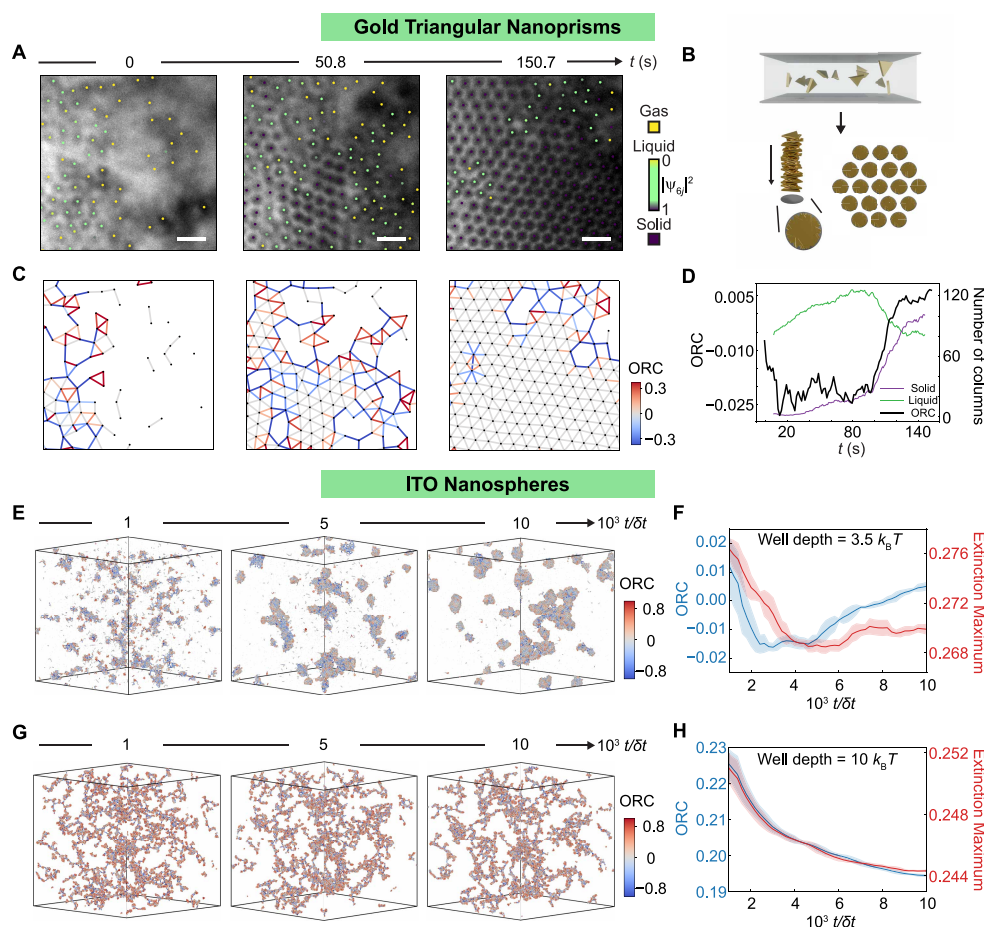 Gold Triangular Nanoprisms
A
0
50.8
150.7
t (s)
Gas
Liquid
0
|ψ6j|²
1
Solid
B
C
ORC
0.3
0
−0.3
D
0.005
−0.010
−0.025
ORC
120
80
40
0
Number of columns
Solid
Liquid
ORC
20
80
140
t (s)
ITO Nanospheres
E
1
5
10
10³ t/δt
ORC
0.8
0
−0.8
F
Well depth = 3.5 kBT
0.02
0.01
0.00
−0.01
−0.02
ORC
0.276
0.272
0.268
Extinction Maximum
2
4
6
8
10
10³ t/δt
G
1
5
10
10³ t/δt
ORC
0.8
0
−0.8
H
Well depth = 10 kBT
0.23
0.22
0.21
0.20
0.19
ORC
0.252
0.248
0.244
Extinction Maximum
2
4
6
8
10
10³ t/δt